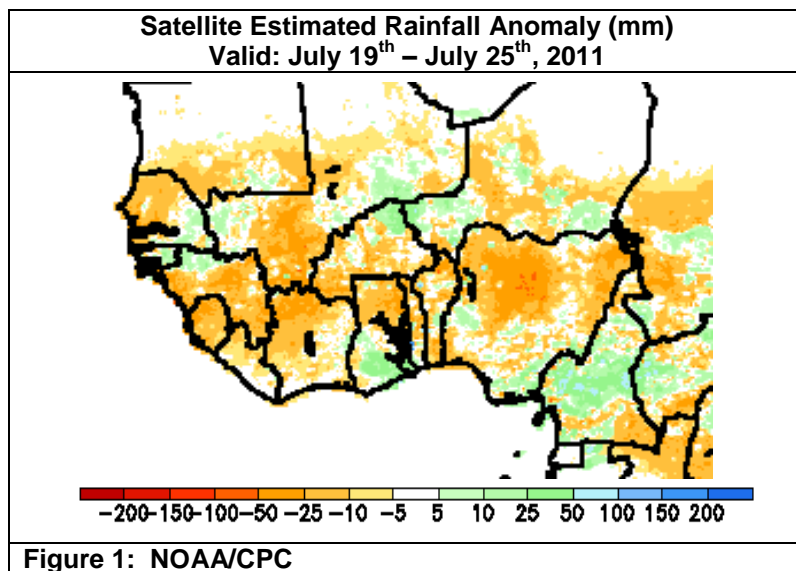 Satellite Estimated Rainfall Anomaly (mm)
Valid: July 19th – July 25th, 2011
-200-150-100-50 -25 -10 -5 5 10 25 50 100 150 200
Figure 1: NOAA/CPC